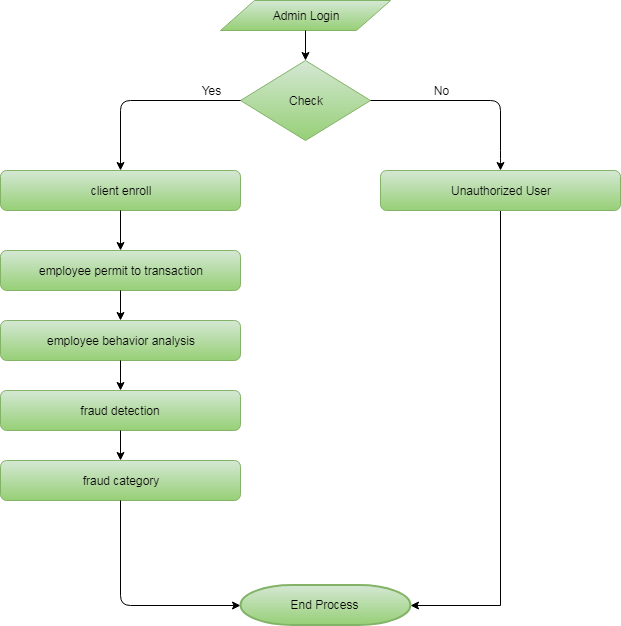 Admin Login
Check
Yes
No
client enroll
Unauthorized User
employee permit to transaction
employee behavior analysis
fraud detection
fraud category
End Process